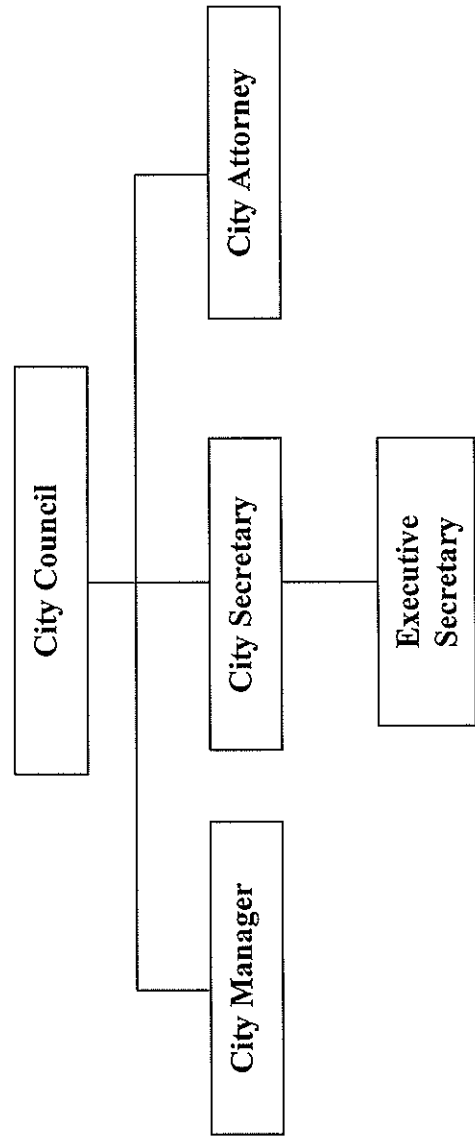 City Council
City Manager
City Secretary
City Attorney
Executive
Secretary